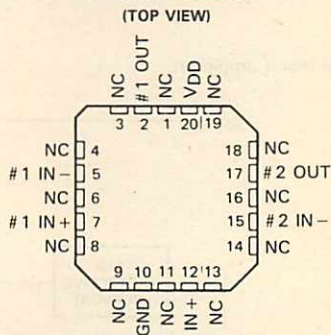 (TOP VIEW)
NC
#1 OUT
NC
VDD
NC
3 2 1 20 19
NC 4
#1 IN− 5
NC 6
#1 IN+ 7
NC 8
18 NC
17 #2 OUT
16 NC
15 #2 IN−
14 NC
9 10 11 12 13
NC
GND
NC
IN+
NC